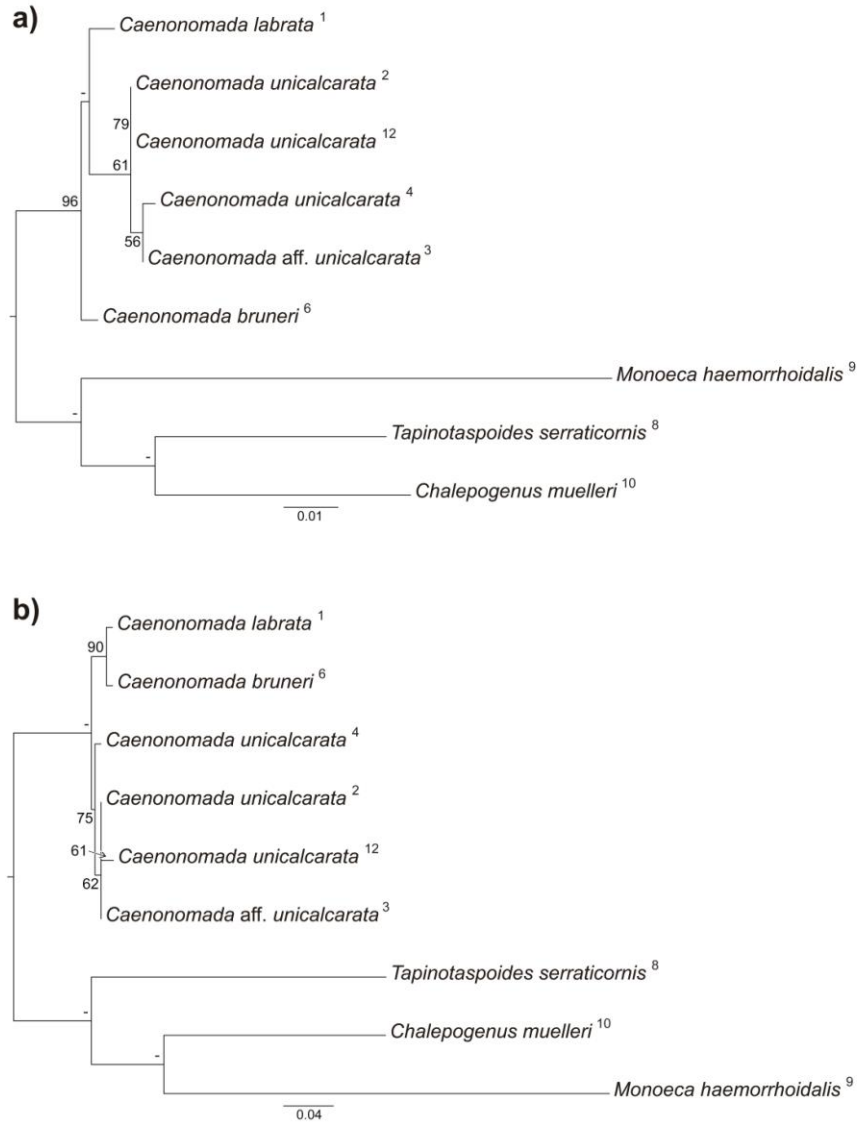 a)
Caenonomada labrata 1
-
Caenonomada unicalcarata 2
79
Caenonomada unicalcarata 12
61
96
Caenonomada unicalcarata 4
56
Caenonomada aff. unicalcarata 3
Caenonomada bruneri 6
Monoeca haemorrhoidalis 9
-
Tapinotaspoides serraticornis 8
-
Chalepogenus muelleri 10
0.01
b)
Caenonomada labrata 1
90
Caenonomada bruneri 6
-
Caenonomada unicalcarata 4
Caenonomada unicalcarata 2
75
61
Caenonomada unicalcarata 12
62
Caenonomada aff. unicalcarata 3
Tapinotaspoides serraticornis 8
-
Chalepogenus muelleri 10
-
Monoeca haemorrhoidalis 9
0.04